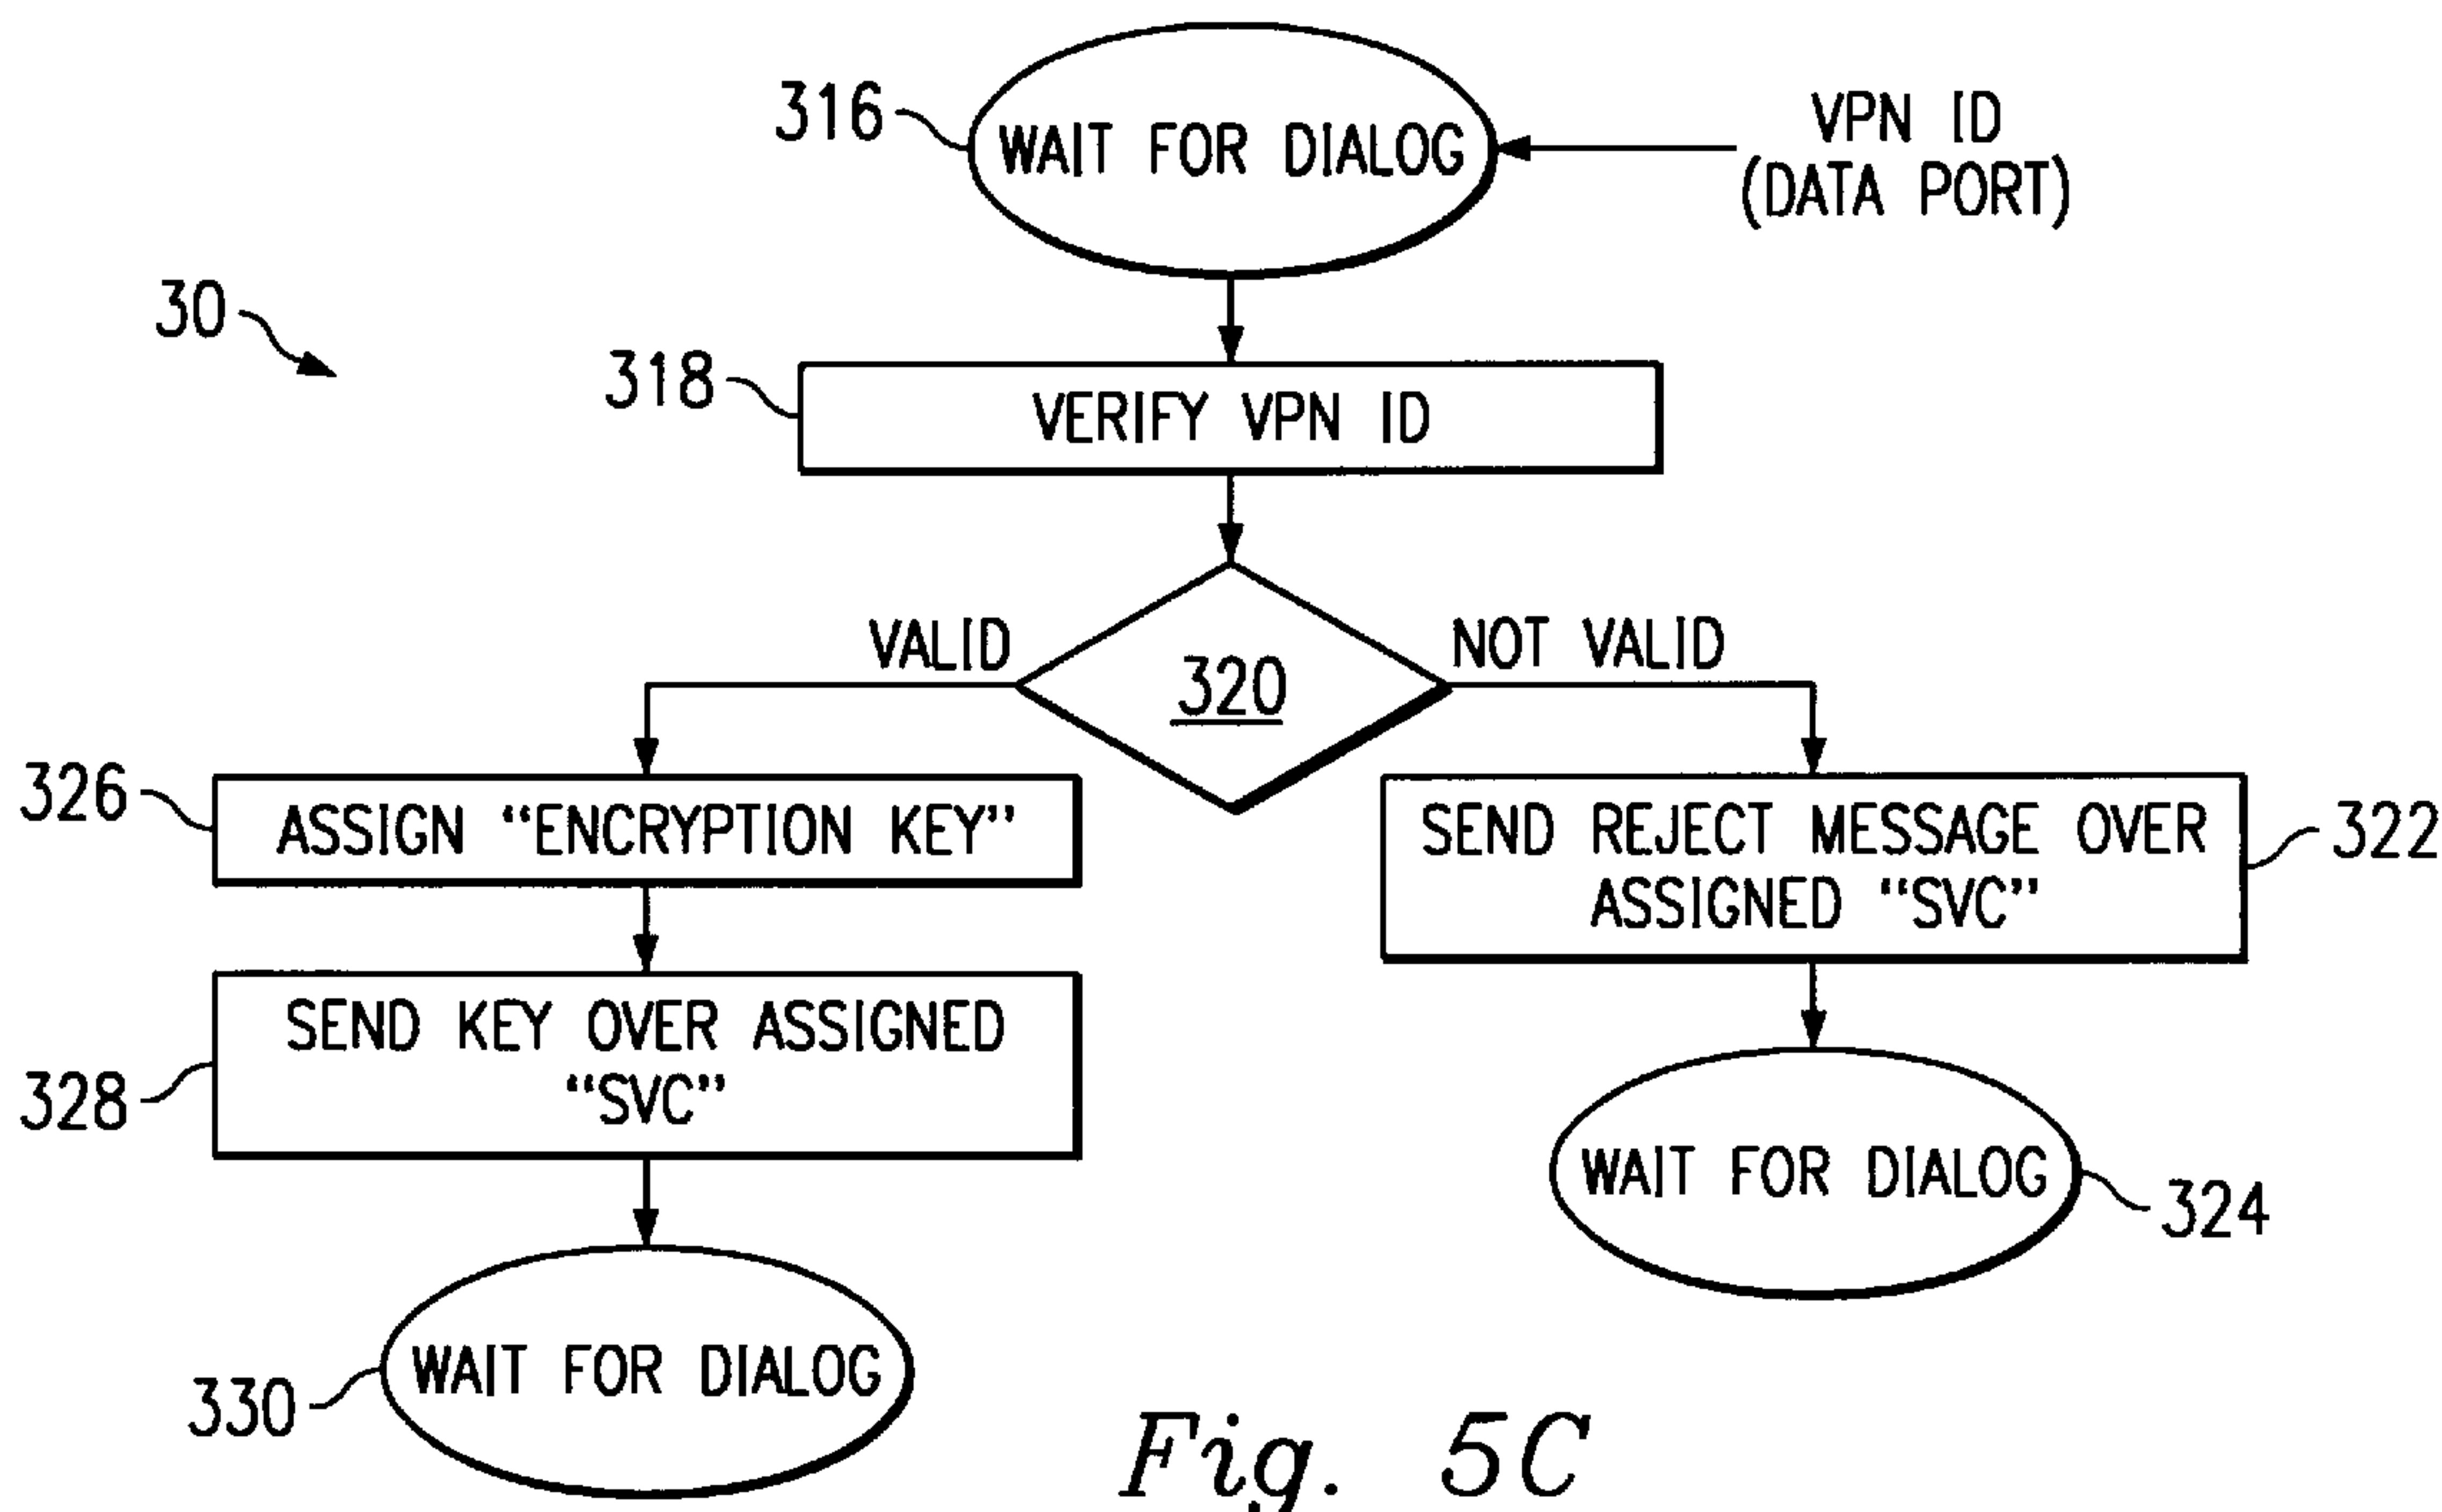 316
WAIT FOR DIALOG
VPN ID
(DATA PORT)
30
318
VERIFY VPN ID
VALID
320
NOT VALID
326
ASSIGN “ENCRYPTION KEY”
SEND REJECT MESSAGE OVER
ASSIGNED “SVC”
322
328
SEND KEY OVER ASSIGNED
“SVC”
WAIT FOR DIALOG
324
330
WAIT FOR DIALOG
Fig. 5C